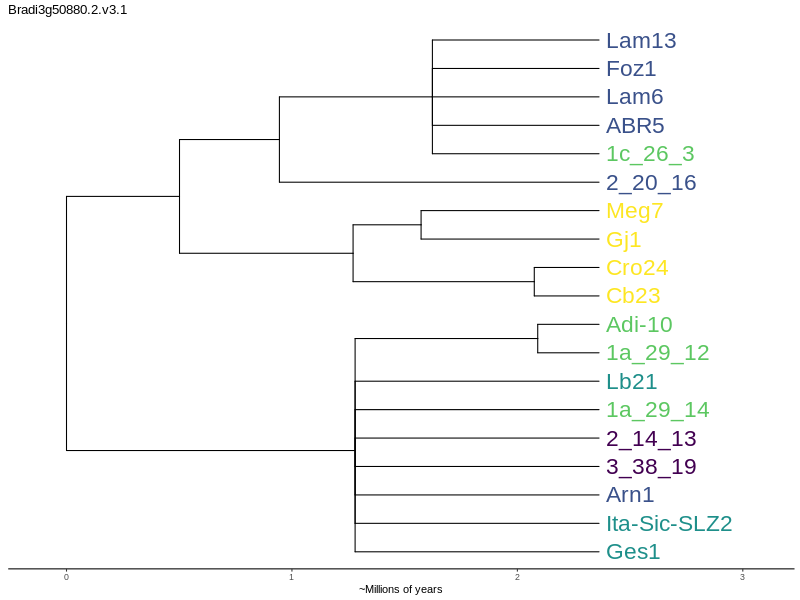 Bradi3g50880.2.v3.1
Lam13
Foz1
Lam6
ABR5
1c_26_3
2_20_16
Meg7
Gj1
Cro24
Cb23
Adi-10
1a_29_12
Lb21
1a_29_14
2_14_13
3_38_19
Arn1
Ita-Sic-SLZ2
Ges1
0 1 2 3
~Millions of years